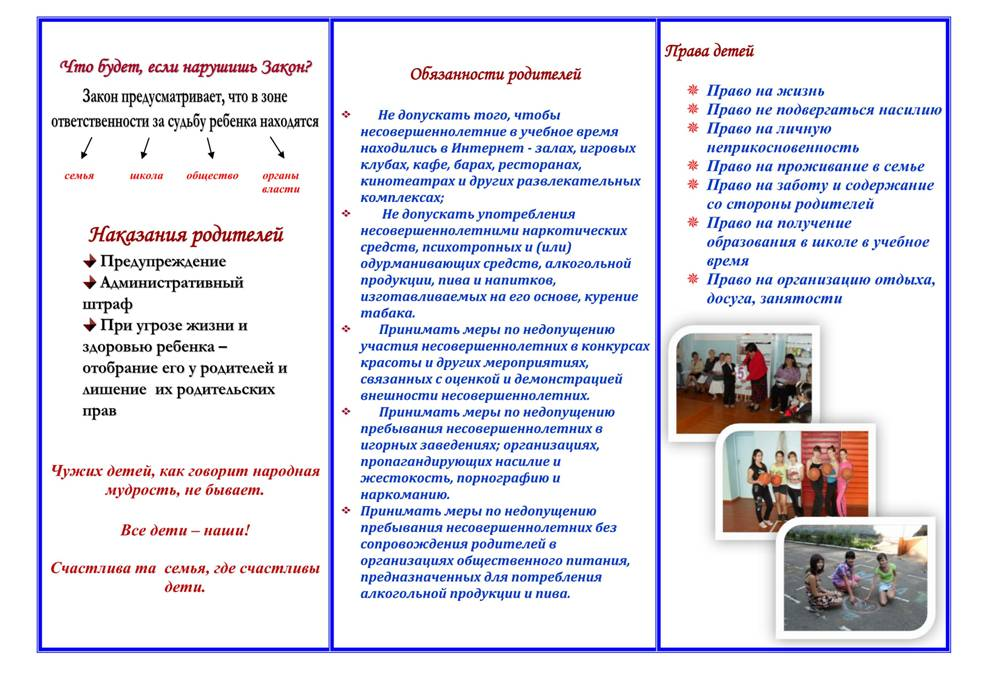 Что будет, если нарушишь Закон?
Закон предусматривает, что в зоне
ответственности за судьбу ребенка находятся
семья школа общество органы
власти
Наказания родителей
Предупреждение
Административный
штраф
При угрозе жизни и
здоровью ребенка –
отобрание его у родителей и
лишение их родительских
прав
Чужих детей, как говорит народная
мудрость, не бывает.
Все дети – наши!
Счастлива та семья, где счастливы
дети.
Обязанности родителей
Не допускать того, чтобы
несовершеннолетние в учебное время
находились в Интернет - залах, игровых
клубах, кафе, барах, ресторанах,
кинотеатрах и других развлекательных
комплексах;
Не допускать употребления
несовершеннолетними наркотических
средств, психотропных и (или)
одурманивающих средств, алкогольной
продукции, пива и напитков,
изготавливаемых на его основе, курение
табака.
Принимать меры по недопущению
участия несовершеннолетних в конкурсах
красоты и других мероприятиях,
связанных с оценкой и демонстрацией
внешности несовершеннолетних.
Принимать меры по недопущению
пребывания несовершеннолетних в
игорных заведениях; организациях,
пропагандирующих насилие и
жестокость, порнографию и
наркоманию.
Принимать меры по недопущению
пребывания несовершеннолетних без
сопровождения родителей в
организациях общественного питания,
предназначенных для потребления
алкогольной продукции и пива.
Права детей
Право на жизнь
Право не подвергаться насилию
Право на личную
неприкосновенность
Право на проживание в семье
Право на заботу и содержание
со стороны родителей
Право на получение
образования в школе в учебное
время
Право на организацию отдыха,
досуга, занятости